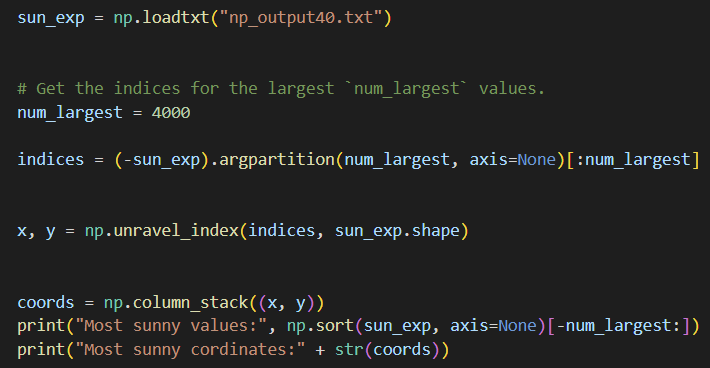 sun_exp = np.loadtxt("np_output40.txt")
# Get the indices for the largest `num_largest` values.
num_largest = 4000
indices = (-sun_exp).argpartition(num_largest, axis=None)[:num_largest]
x, y = np.unravel_index(indices, sun_exp.shape)
coords = np.column_stack((x, y))
print("Most sunny values:", np.sort(sun_exp, axis=None)[-num_largest:])
print("Most sunny cordinates:" + str(coords))